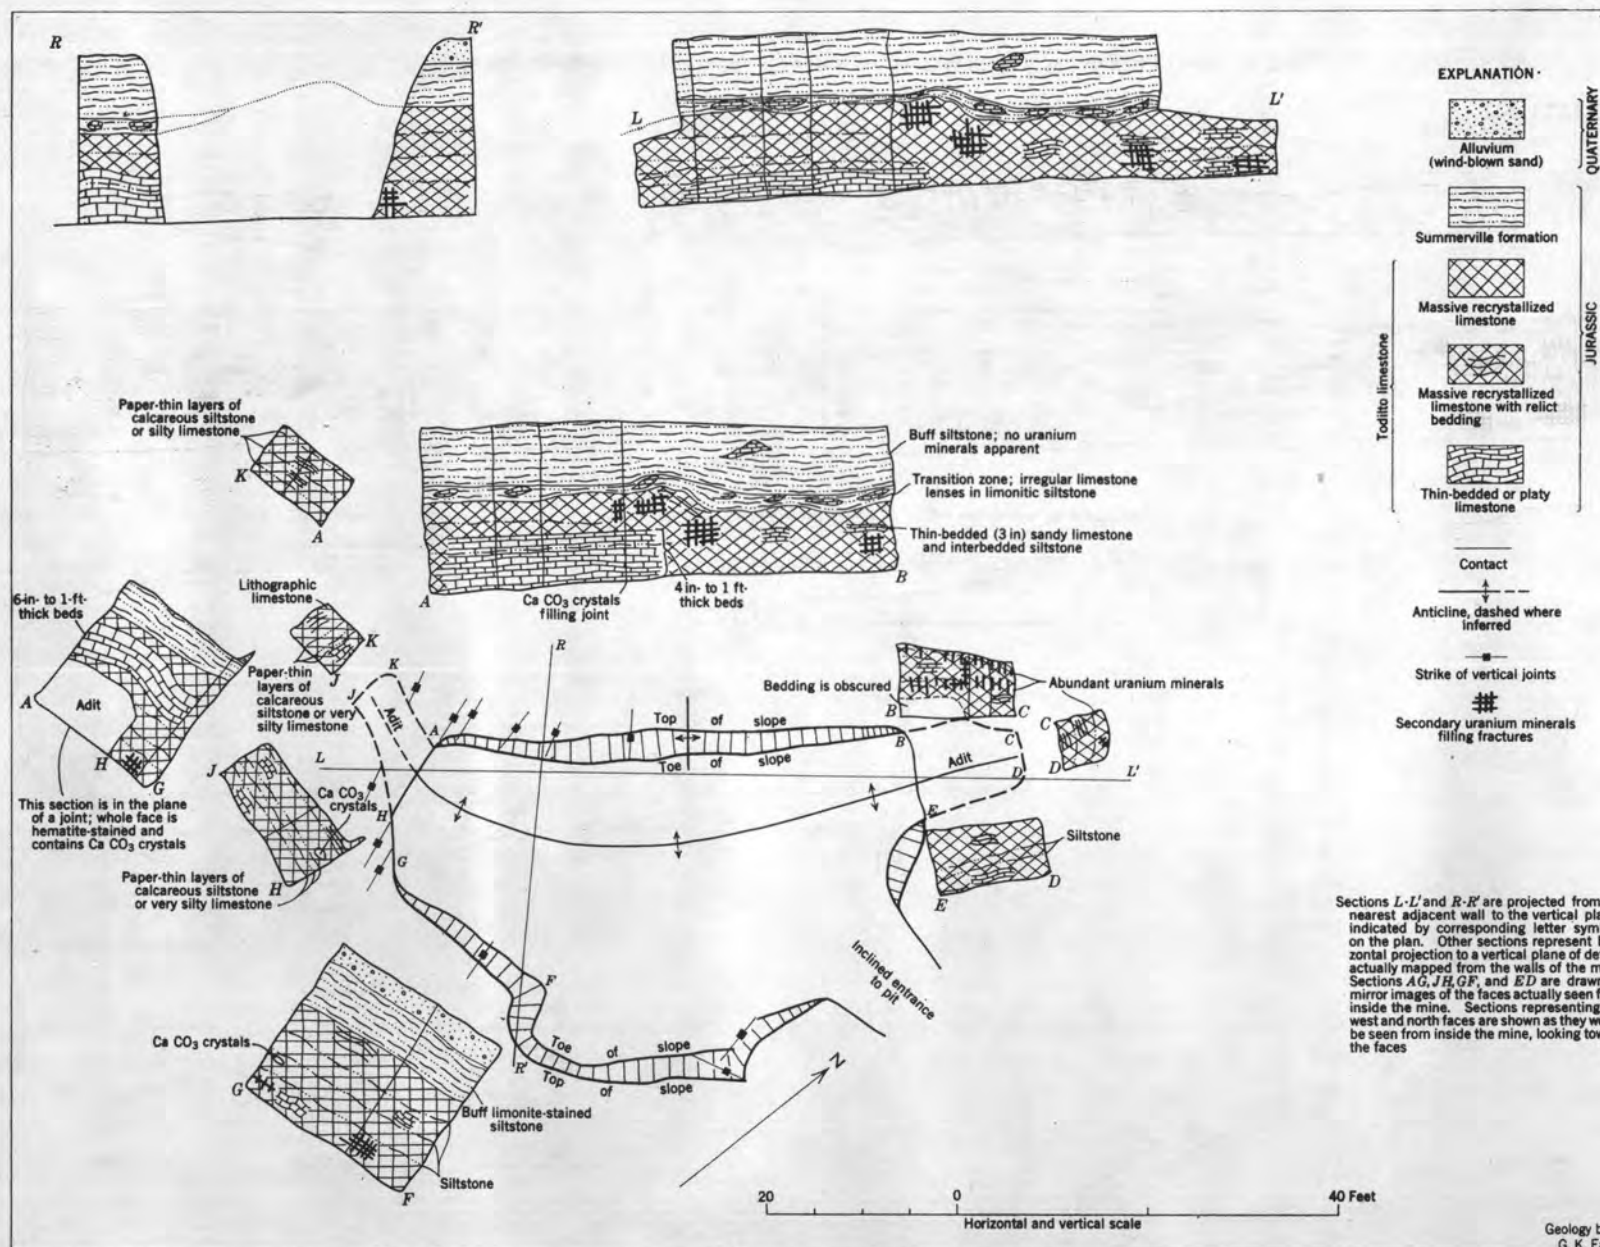 R
R'
L
L'
EXPLANATION
Alluvium
(wind-blown sand)
QUATERNARY
Summerville formation
Massive recrystallized
limestone
Massive recrystallized
limestone with relict
bedding
Thin-bedded or platy
limestone
Todilto limestone
JURASSIC
Contact
Anticline, dashed where
inferred
Strike of vertical joints
Secondary uranium minerals
filling fractures
Paper-thin layers of
calcareous siltstone
or silty limestone
K
A
Buff siltstone; no uranium
minerals apparent
Transition zone; irregular limestone
lenses in limonitic siltstone
Thin-bedded (3 in) sandy limestone
and interbedded siltstone
A
B
Ca CO3 crystals
filling joint
4 in- to 1 ft-
thick beds
6-in- to 1-ft-
thick beds
A
Adit
H
G
This section is in the plane
of a joint; whole face is
hematite-stained and
contains Ca CO3 crystals
Lithographic
limestone
K
J
Paper-thin
layers of
calcareous
siltstone or very
silty limestone
J
H
Ca CO3
crystals
Paper-thin layers of
calcareous siltstone
or very silty limestone
R
K
J
Adit
A
L
H
G
Top of slope
Toe of slope
Bedding is obscured
B
C
Abundant uranium minerals
C
D
B
C
Adit
D
L'
E
Siltstone
E
D
Inclined entrance
to pit
F
R'
Toe of slope
Top of slope
N
Ca CO3 crystals
G
F
Buff limonite-stained
siltstone
Siltstone
Sections L-L' and R-R' are projected from
nearest adjacent wall to the vertical
indicated by corresponding letter
on the plan. Other sections represent
projection to a vertical plane of
actually mapped from the walls of the
Sections AG, JH, GF, and ED are
mirror images of the faces actually seen
inside the mine. Sections representing
west and north faces are shown as they
be seen from inside the mine, looking
the faces
20
0
40 Feet
Horizontal and vertical scale
Geology
G. K.